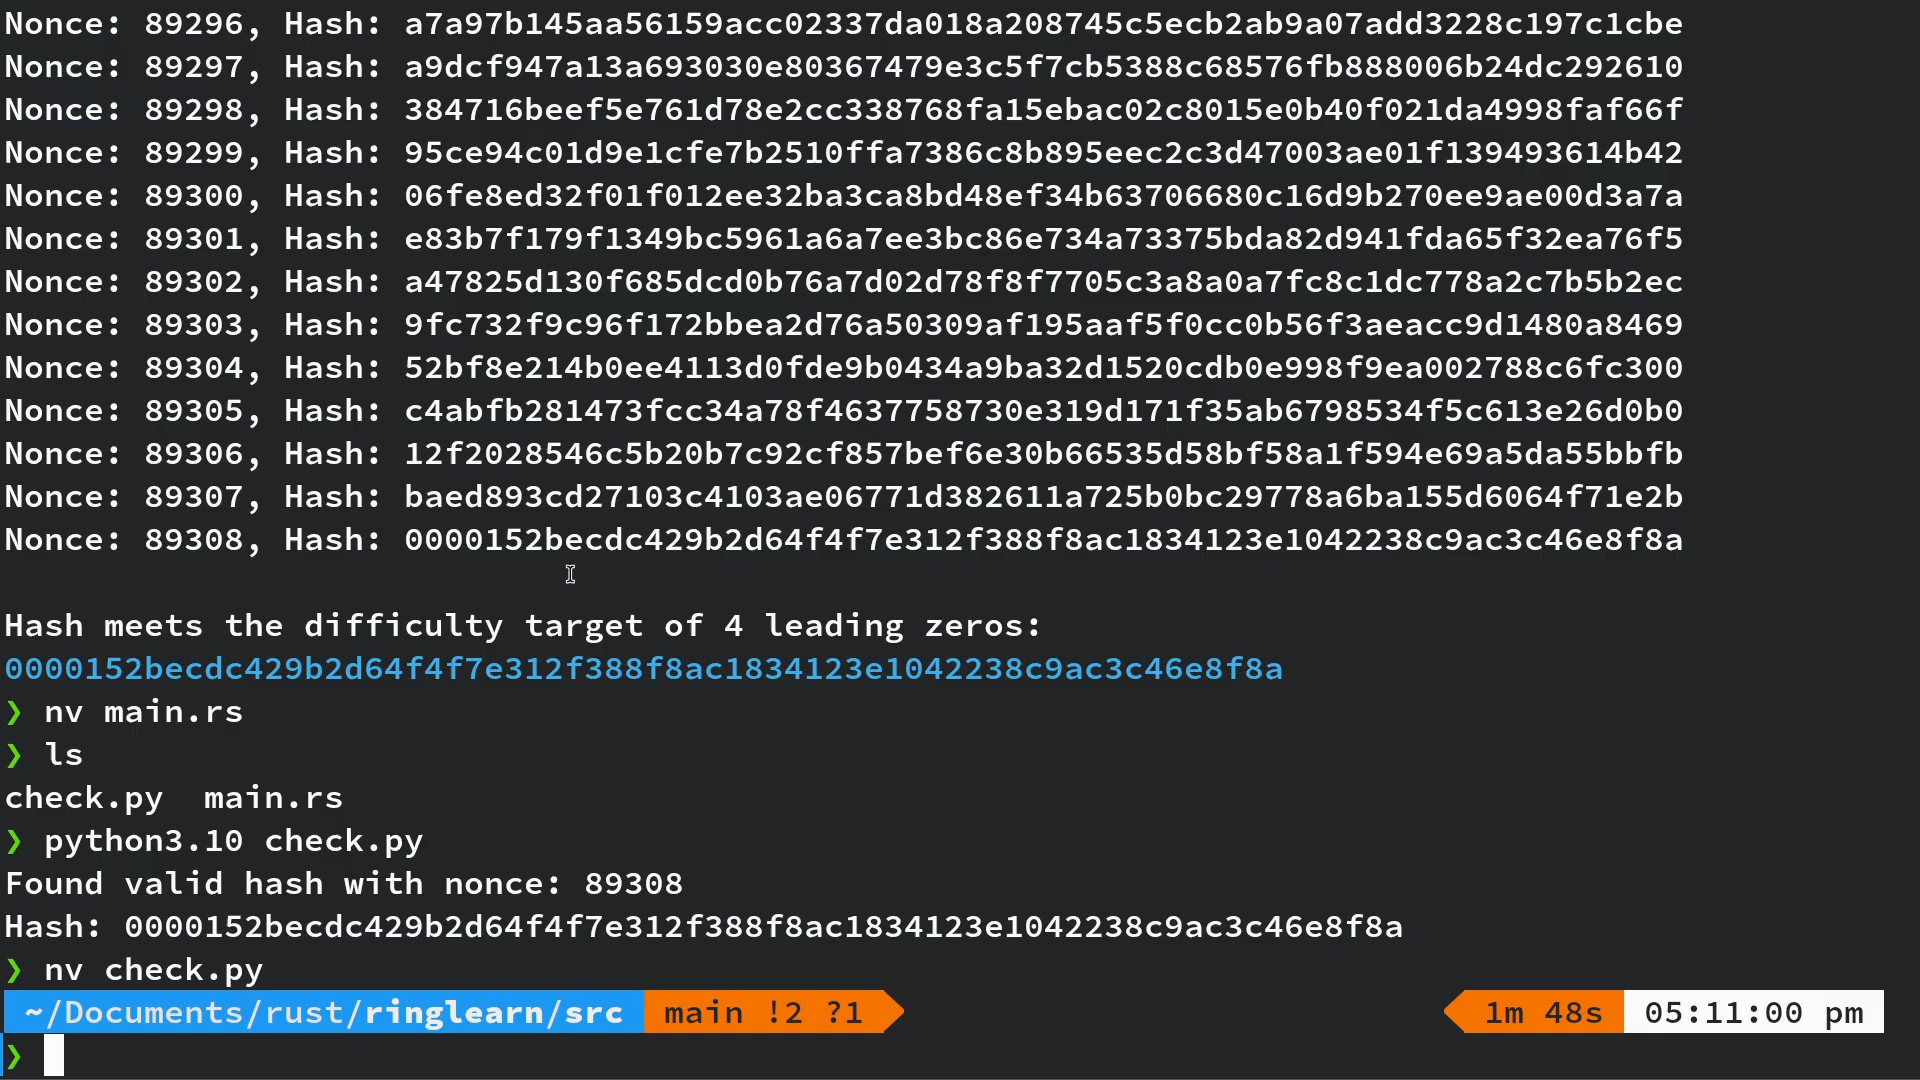 Nonce: 89296, Hash: a7a97b145aa56159acc02337da018a208745c5ecb2ab9a07add3228c197c1cbe
Nonce: 89297, Hash: a9dcf947a13a693030e80367479e3c5f7cb5388c68576fb888006b24dc292610
Nonce: 89298, Hash: 384716beef5e761d78e2cc338768fa15ebac02c8015e0b40f021da4998faf66f
Nonce: 89299, Hash: 95ce94c01d9e1cfe7b2510ffa7386c8b895eec2c3d47003ae01f139493614b42
Nonce: 89300, Hash: 06fe8ed32f01f012ee32ba3ca8bd48ef34b63706680c16d9b270ee9ae00d3a7a
Nonce: 89301, Hash: e83b7f179f1349bc5961a6a7ee3bc86e734a73375bda82d941fda65f32ea76f5
Nonce: 89302, Hash: a47825d130f685dcd0b76a7d02d78f8f7705c3a8a0a7fc8c1dc778a2c7b5b2ec
Nonce: 89303, Hash: 9fc732f9c96f172bbea2d76a50309af195aaf5f0cc0b56f3aeacc9d1480a8469
Nonce: 89304, Hash: 52bf8e214b0ee4113d0fde9b0434a9ba32d1520cdb0e998f9ea002788c6fc300
Nonce: 89305, Hash: c4abfb281473fcc34a78f4637758730e319d171f35ab6798534f5c613e26d0b0
Nonce: 89306, Hash: 12f2028546c5b20b7c92cf857bef6e30b66535d58bf58a1f594e69a5da55bbfb
Nonce: 89307, Hash: baed893cd27103c4103ae06771d382611a725b0bc29778a6ba155d6064f71e2b
Nonce: 89308, Hash: 0000152becdc429b2d64f4f7e312f388f8ac1834123e1042238c9ac3c46e8f8a
Hash meets the difficulty target of 4 leading zeros:
0000152becdc429b2d64f4f7e312f388f8ac1834123e1042238c9ac3c46e8f8a
❯ nv main.rs
❯ ls
check.py  main.rs
❯ python3.10 check.py
Found valid hash with nonce: 89308
Hash: 0000152becdc429b2d64f4f7e312f388f8ac1834123e1042238c9ac3c46e8f8a
❯ nv check.py
~/Documents/rust/ringlearn/src main !2 ?1 1m 48s 05:11:00 pm
❯